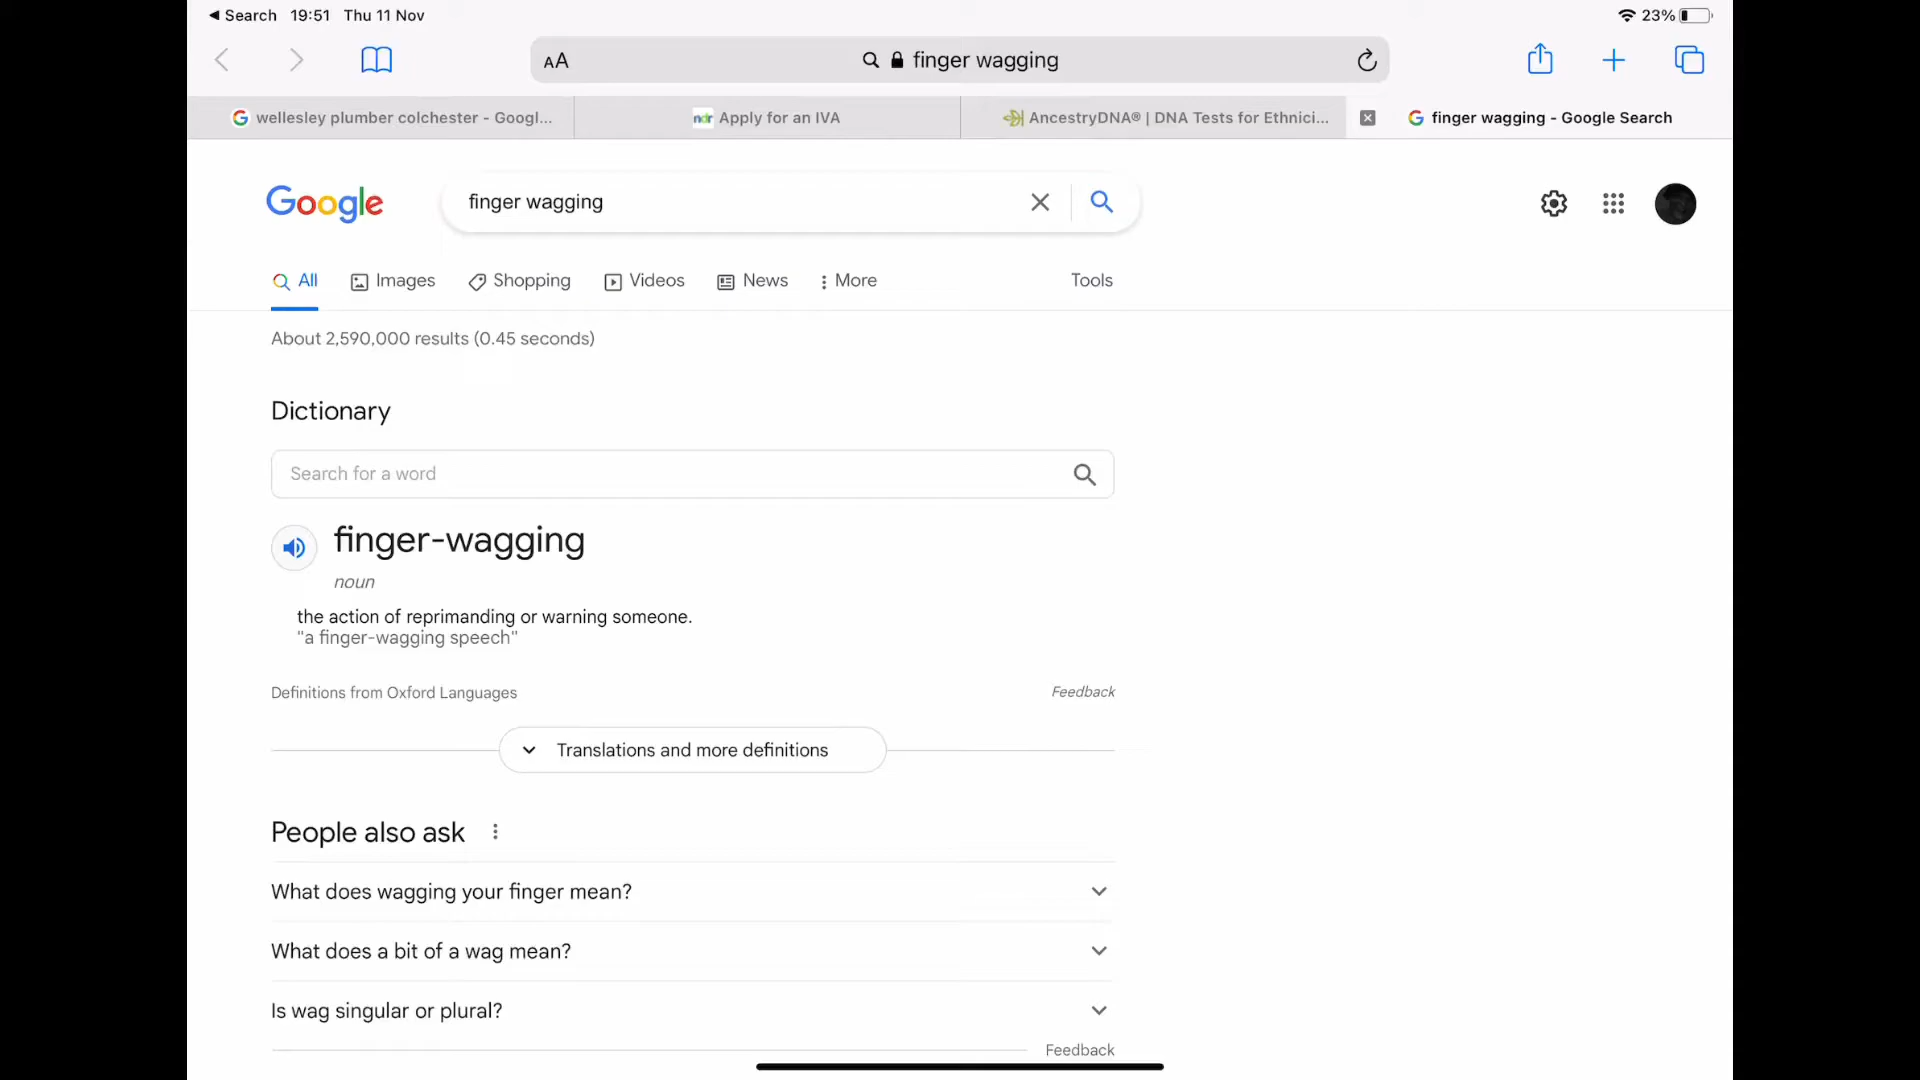 ◀ Search 19:51 Thu 11 Nov 23%
AA finger wagging
wellesley plumber colchester - Googl... ndr Apply for an IVA AncestryDNA® | DNA Tests for Ethnici... finger wagging - Google Search
Google finger wagging
All Images Shopping Videos News More Tools
About 2,590,000 results (0.45 seconds)
Dictionary
Search for a word
finger-wagging
noun
the action of reprimanding or warning someone.
"a finger-wagging speech"
Definitions from Oxford Languages Feedback
Translations and more definitions
People also ask
What does wagging your finger mean?
What does a bit of a wag mean?
Is wag singular or plural?
Feedback